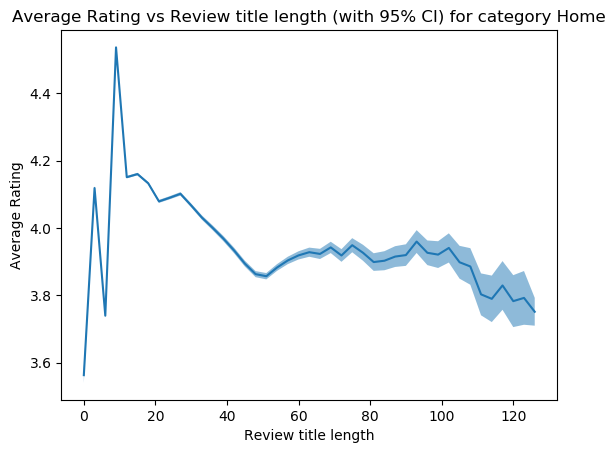 Average Rating vs Review title length (with 95% CI) for category Home
Average Rating
4.4
4.2
4.0
3.8
3.6
0 20 40 60 80 100 120
Review title length